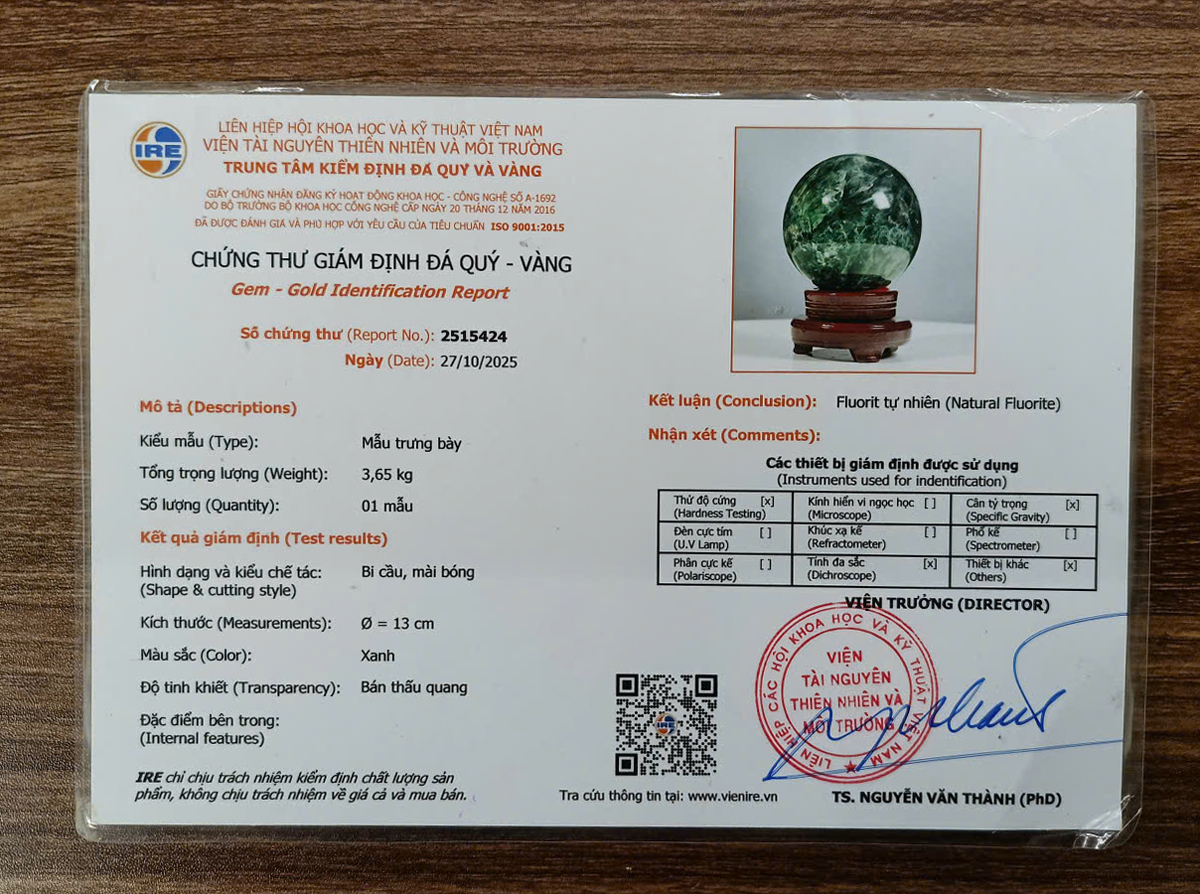 IRE
LIÊN HIỆP HỘI KHOA HỌC VÀ KỸ THUẬT VIỆT NAM
VIỆN TÀI NGUYÊN THIÊN NHIÊN VÀ MÔI TRƯỜNG
TRUNG TÂM KIỂM ĐỊNH ĐÁ QUÝ VÀ VÀNG
GIẤY CHỨNG NHẬN ĐĂNG KÝ HOẠT ĐỘNG KHOA HỌC - CÔNG NGHỆ SỐ A-1692
DO BỘ TRƯỞNG BỘ KHOA HỌC CÔNG NGHỆ CẤP NGÀY 20 THÁNG 12 NĂM 2016
ĐÃ ĐƯỢC ĐÁNH GIÁ VÀ PHÙ HỢP VỚI YÊU CẦU CỦA TIÊU CHUẨN ISO 9001:2015
CHỨNG THƯ GIÁM ĐỊNH ĐÁ QUÝ - VÀNG
Gem - Gold Identification Report
Số chứng thư (Report No.): 2515424
Ngày (Date): 27/10/2025
Mô tả (Descriptions)
Kiểu mẫu (Type): Mẫu trưng bày
Tổng trọng lượng (Weight): 3,65 kg
Số lượng (Quantity): 01 mẫu
Kết quả giám định (Test results)
Hình dạng và kiểu chế tác: Bi cầu, mài bóng
(Shape & cutting style)
Kích thước (Measurements): Ø = 13 cm
Màu sắc (Color): Xanh
Độ tinh khiết (Transparency): Bán thấu quang
Đặc điểm bên trong:
(Internal features)
IRE chỉ chịu trách nhiệm kiểm định chất lượng sản
phẩm, không chịu trách nhiệm về giá cả và mua bán.
Kết luận (Conclusion): Fluorit tự nhiên (Natural Fluorite)
Nhận xét (Comments):
Các thiết bị giám định được sử dụng
(Instruments used for indentification)
Thử độ cứng [x] Kính hiển vi ngọc học [ ] Cân tỷ trọng [x]
(Hardness Testing) (Microscope) (Specific Gravity)
Đèn cực tím [ ] Khúc xạ kế [ ] Phổ kế [ ]
(U.V Lamp) (Refractometer) (Spectrometer)
Phân cực kế [ ] Tính đa sắc [x] Thiết bị khác [x]
(Polariscope) (Dichroscope) (Others)
VIỆN TRƯỞNG (DIRECTOR)
LIÊN HIỆP CÁC HỘI KHOA HỌC VÀ KỸ THUẬT VIỆT NAM
VIỆN
TÀI NGUYÊN
THIÊN NHIÊN VÀ
MÔI TRƯỜNG
IRE
Tra cứu thông tin tại: www.vienire.vn
TS. NGUYỄN VĂN THÀNH (PhD)